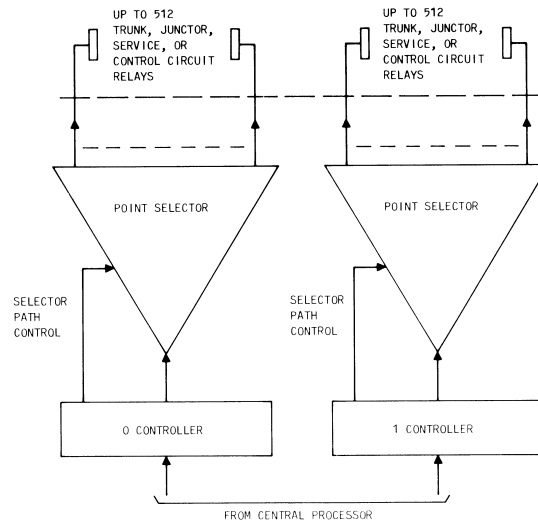 UP TO 512
TRUNK, JUNCTOR,
SERVICE, OR
CONTROL CIRCUIT
RELAYS
UP TO 512
TRUNK, JUNCTOR,
SERVICE, OR
CONTROL CIRCUIT
RELAYS
POINT SELECTOR
POINT SELECTOR
SELECTOR
PATH
CONTROL
SELECTOR
PATH
CONTROL
0 CONTROLLER
1 CONTROLLER
FROM CENTRAL PROCESSOR